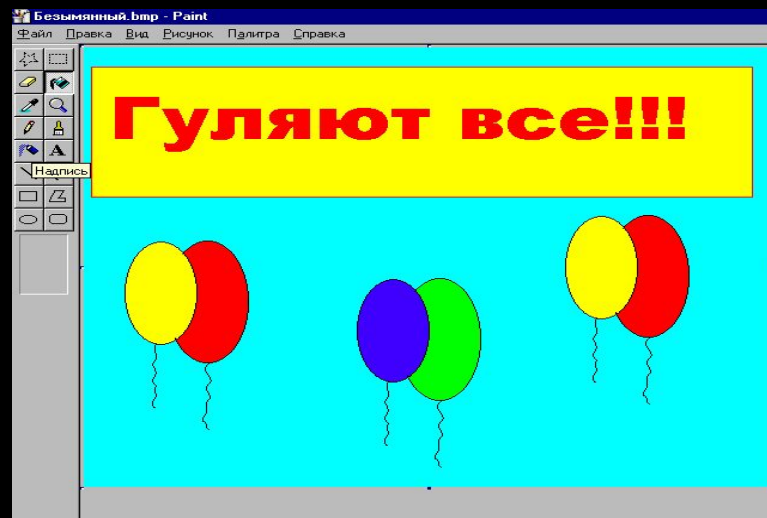 Безымянный.bmp - Paint
Файл Правка Вид Рисунок Палитра Справка
Гуляют все!!!
A
Надпись